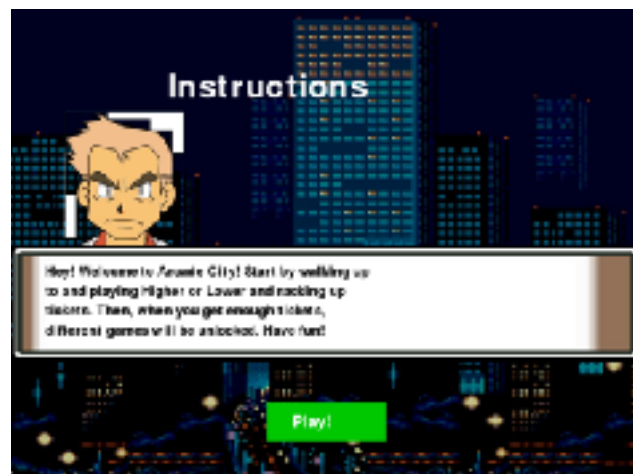 Instructions
Hey! Welcome to Arcade City! Start by walking up
to and playing Higher or Lower and racking up
tickets. Then, when you get enough tickets,
different games will be unlocked. Have fun!
Play!